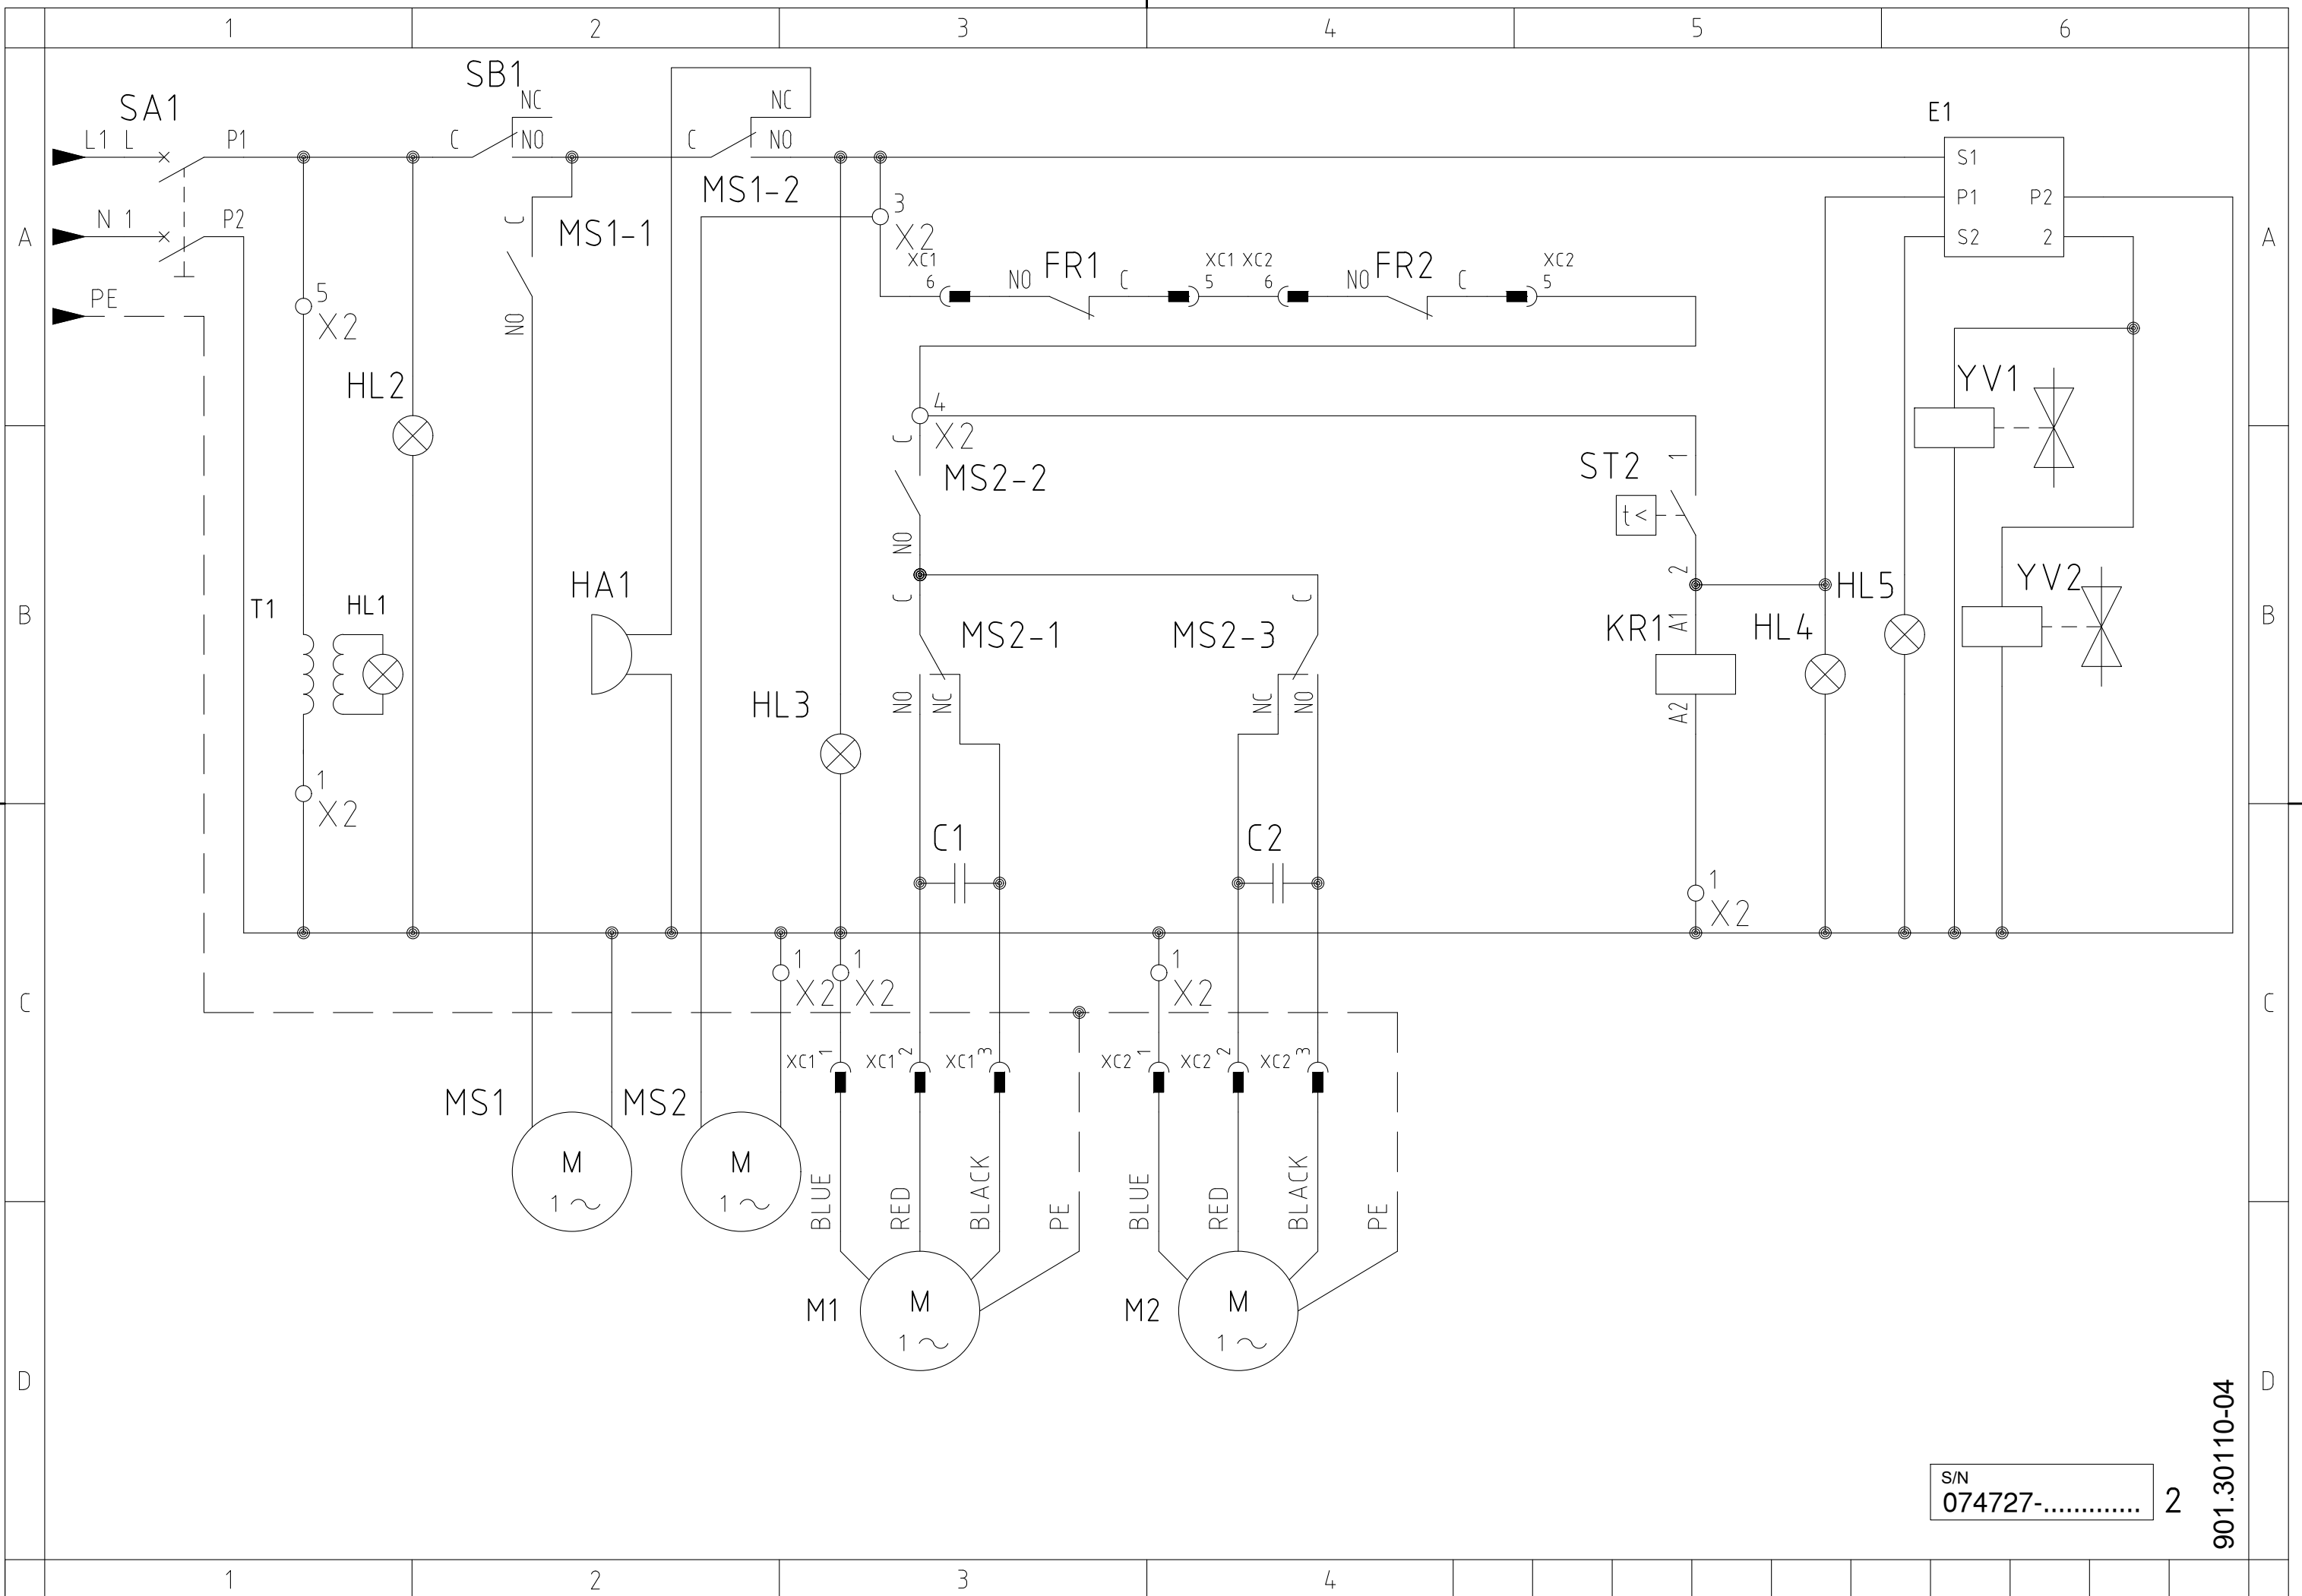 1 2 3 4 5 6
SB1
NC NC
SA1 E1
L1 L P1 C NO C NO S1
MS1-2
P1 P2
N 1 P2 C MS1-1 3
X2
S2 2
A A
XC1 FR1 XC1 XC2 FR2 XC2
6 NO C 5 6 NO C 5
PE 5
X2 NO
HL2 YV1
4
X2
C
MS2-2 ST2 1
t<
NO
2
HA1 HL5 YV2
T1 HL1 C C
B B
MS2-1 MS2-3 KR1 A1 HL4
HL3 NO NC NC NO A2
1
X2
C1 C2
1
X2
1 1 1
X2 X2 X2
C C
XC1 1 XC1 2 XC1 3 XC2 1 XC2 2 XC2 3
MS1 MS2
M M
1~ 1~
BLUE RED BLACK PE BLUE RED BLACK PE
M1 M M2 M
1~ 1~
D D
S/N
074727-............. 2
901.30110-04
1 2 3 4